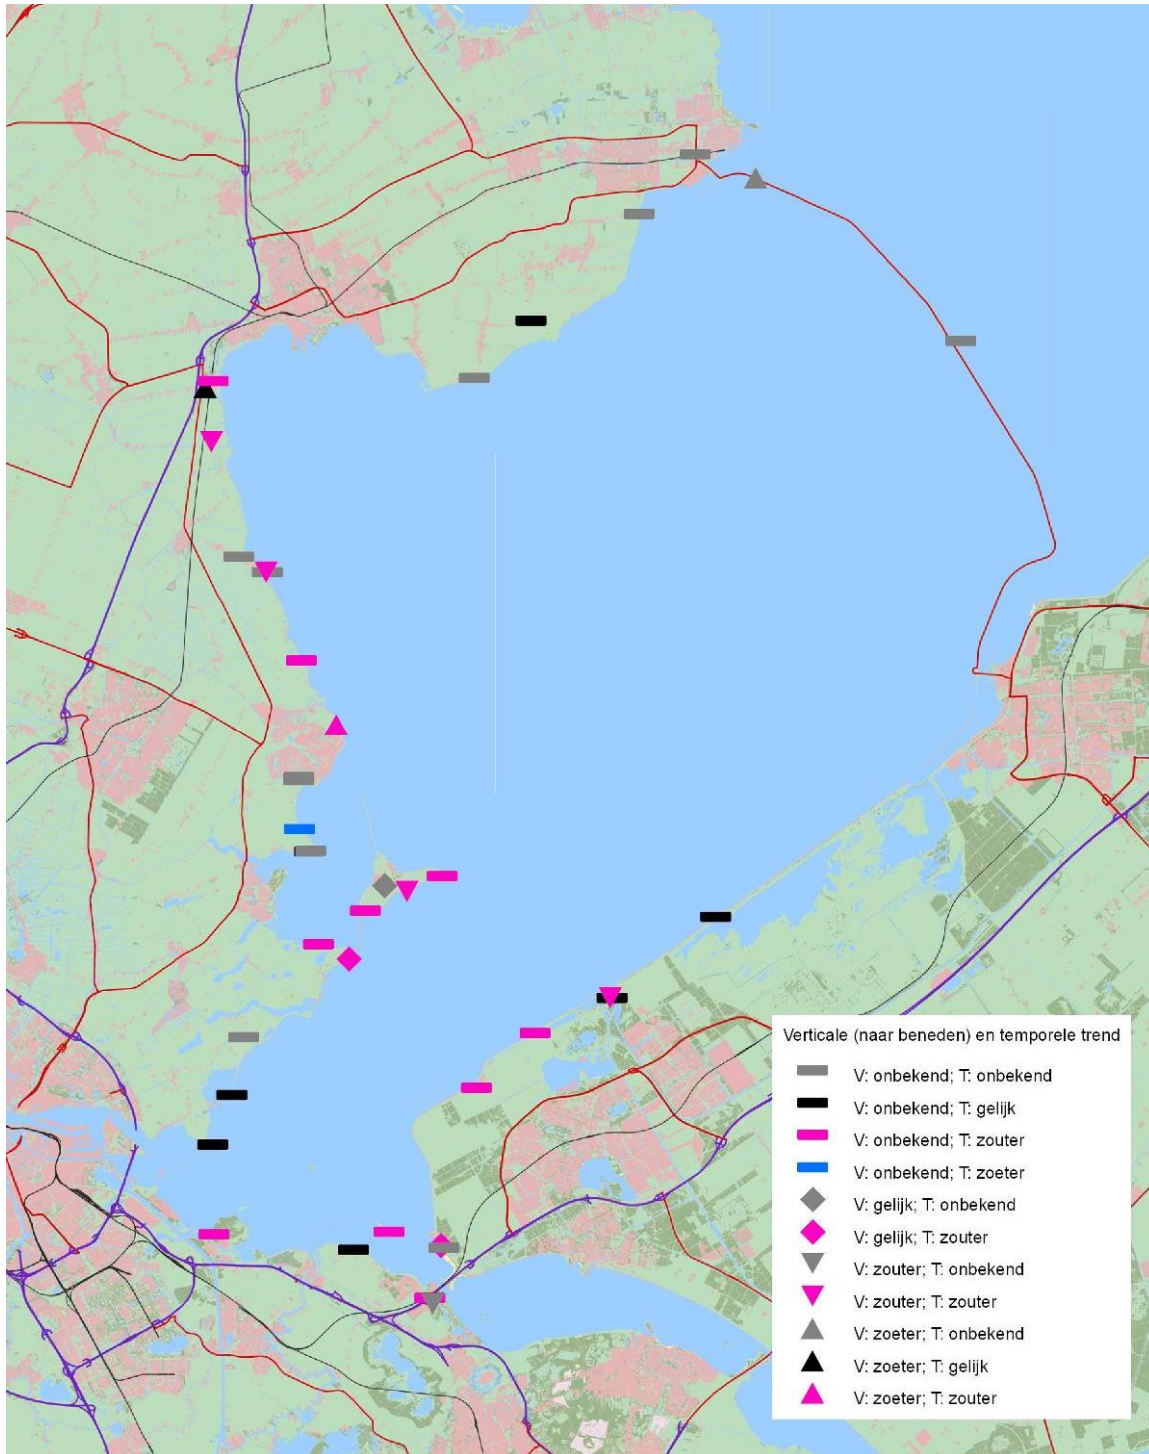 Verticale (naar beneden) en temporele trend
V: onbekend; T: onbekend
V: onbekend; T: gelijk
V: onbekend; T: zouter
V: onbekend; T: zoeter
V: gelijk; T: onbekend
V: gelijk; T: zouter
V: zouter; T: onbekend
V: zouter; T: zouter
V: zoeter; T: onbekend
V: zoeter; T: gelijk
V: zoeter; T: zouter